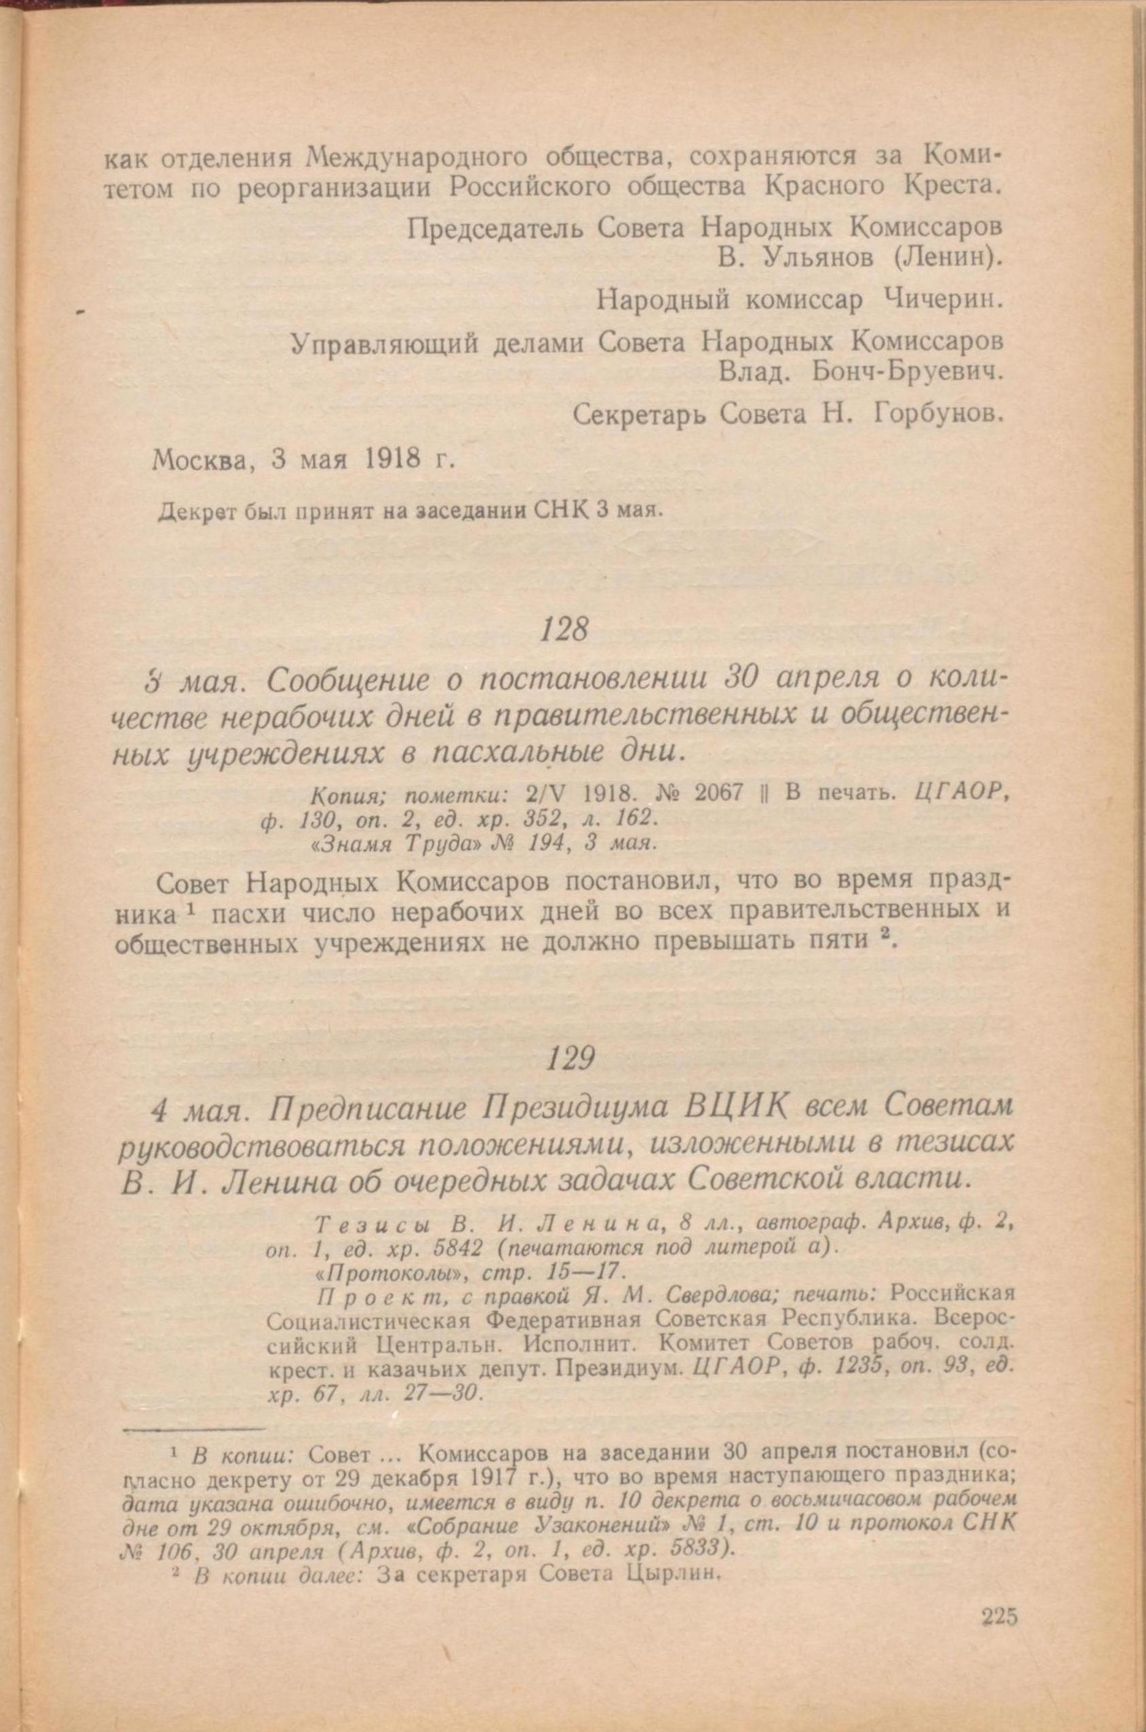 как отделения Международного общества, сохраняются за Коми-
тетом по реорганизации Российского общества Красного Креста.
Председатель Совета Народных Комиссаров
В. Ульянов (Ленин).
Народный комиссар Чичерин.
Управляющий делами Совета Народных Комиссаров
Влад. Бонч-Бруевич.
Секретарь Совета Н. Горбунов.
Москва, 3 мая 1918 г.
Декрет был принят на заседании СНК 3 мая.
128
3 мая. Сообщение о постановлении 30 апреля о коли-
честве нерабочих дней в правительственных и обществен-
ных учреждениях в пасхальные дни.
Копия; пометки: 2/V 1918. № 2067 || В печать. ЦГАОР,
ф. 130, оп. 2, ед. хр. 352, л. 162.
«Знамя Труда» № 194, 3 мая.
Совет Народных Комиссаров постановил, что во время празд-
ника ¹ пасхи число нерабочих дней во всех правительственных и
общественных учреждениях не должно превышать пяти ².
129
4 мая. Предписание Президиума ВЦИК всем Советам
руководствоваться положениями, изложенными в тезисах
В. И. Ленина об очередных задачах Советской власти.
Тезисы В. И. Ленина, 8 лл., автограф. Архив, ф. 2,
оп. 1, ед. хр. 5842 (печатаются под литерой а).
«Протоколы», стр. 15—17.
Проект, с правкой Я. М. Свердлова; печать: Российская
Социалистическая Федеративная Советская Республика. Всерос-
сийский Центральн. Исполнит. Комитет Советов рабоч. солд.
крест. и казачьих депут. Президиум. ЦГАОР, ф. 1235, оп. 93, ед.
хр. 67, лл. 27—30.
¹ В копии: Совет ... Комиссаров на заседании 30 апреля постановил (со-
гласно декрету от 29 декабря 1917 г.), что во время наступающего праздника;
дата указана ошибочно, имеется в виду п. 10 декрета о восьмичасовом рабочем
дне от 29 октября, см. «Собрание Узаконений» № 1, ст. 10 и протокол СНК
№ 106, 30 апреля (Архив, ф. 2, оп. 1, ед. хр. 5833).
² В копии далее: За секретаря Совета Цырлин.
225